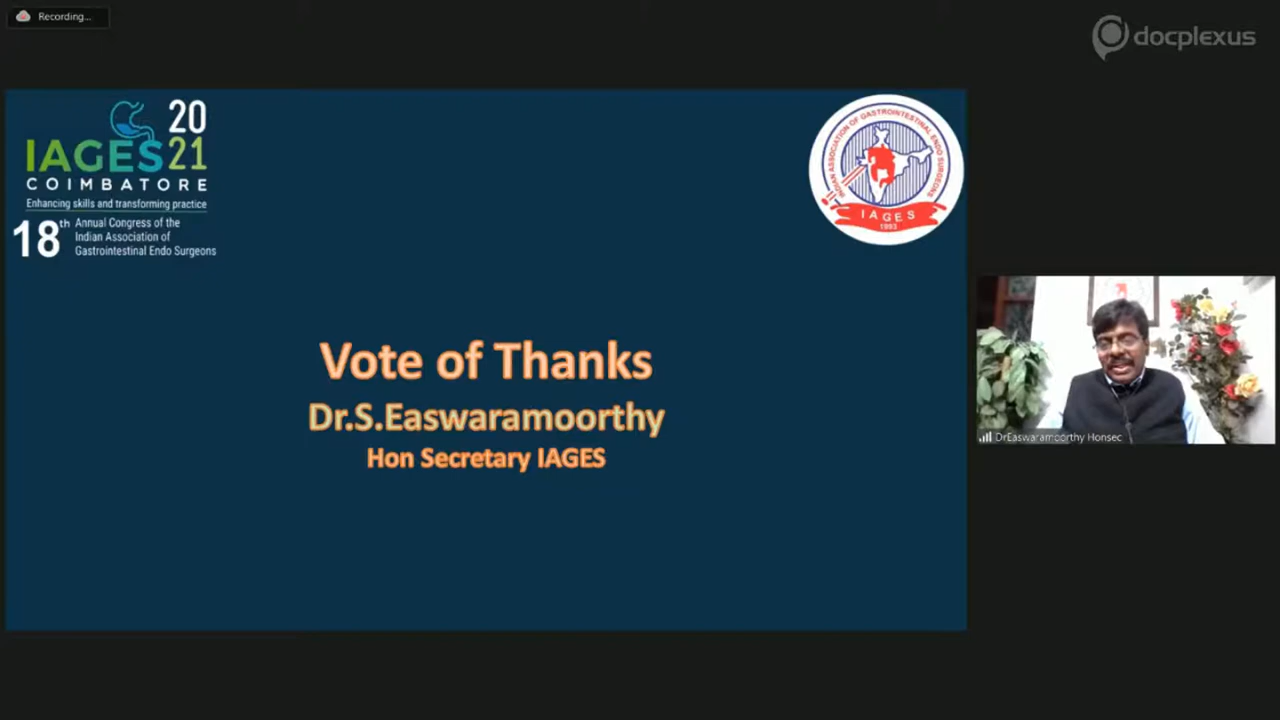 Recording...
docplexus
20
IAGES 21
COIMBATORE
Enhancing skills and transforming practice
18th
Annual Congress of the
Indian Association of
Gastrointestinal Endo Surgeons
INDIAN ASSOCIATION OF GASTROINTESTINAL ENDO SURGEONS
IAGES
1993
Vote of Thanks
Dr.S.Easwaramoorthy
Hon Secretary IAGES
DrEaswaramoorthy Honsec